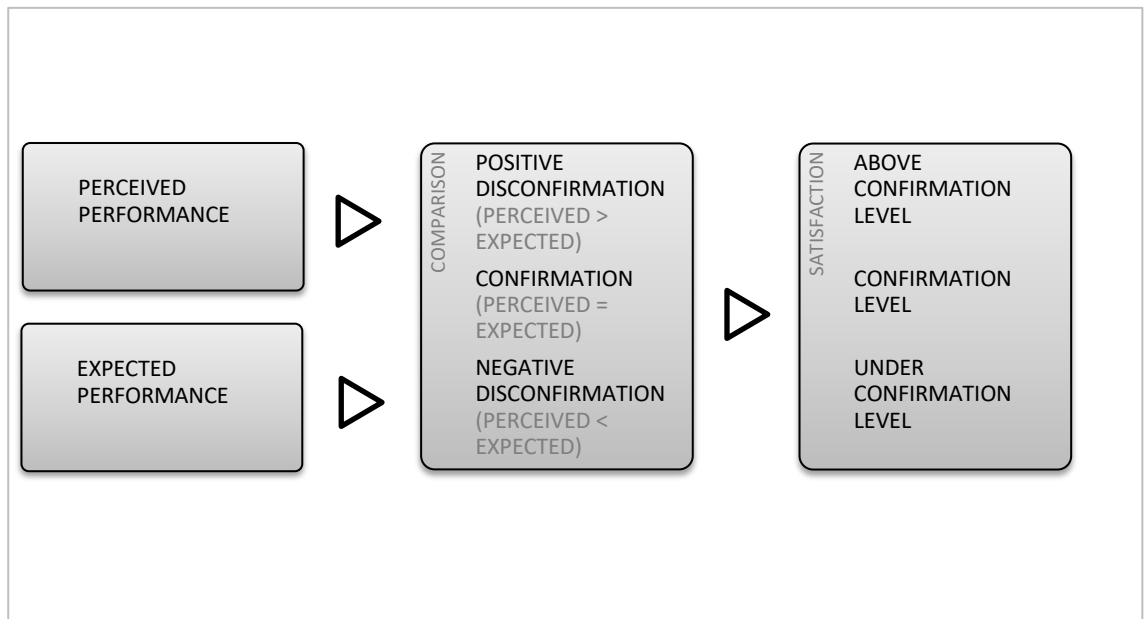 PERCEIVED
PERFORMANCE
EXPECTED
PERFORMANCE
COMPARISON
POSITIVE
DISCONFIRMATION
(PERCEIVED >
EXPECTED)
CONFIRMATION
(PERCEIVED =
EXPECTED)
NEGATIVE
DISCONFIRMATION
(PERCEIVED <
EXPECTED)
SATISFACTION
ABOVE
CONFIRMATION
LEVEL
CONFIRMATION
LEVEL
UNDER
CONFIRMATION
LEVEL